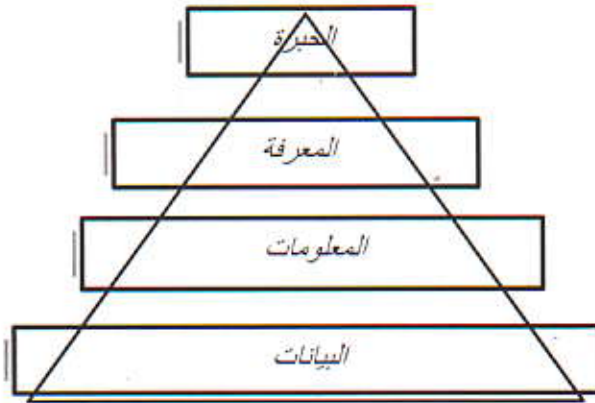 الخبرة
المعرفة
المعلومات
البيانات